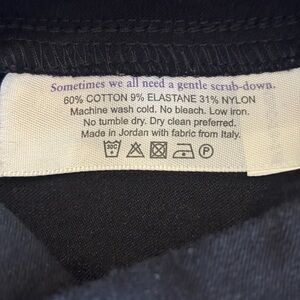 Sometimes we all need a gentle scrub-down.
60% COTTON 9% ELASTANE 31% NYLON
Machine wash cold. No bleach. Low iron.
No tumble dry. Dry clean preferred.
Made in Jordan with fabric from Italy.